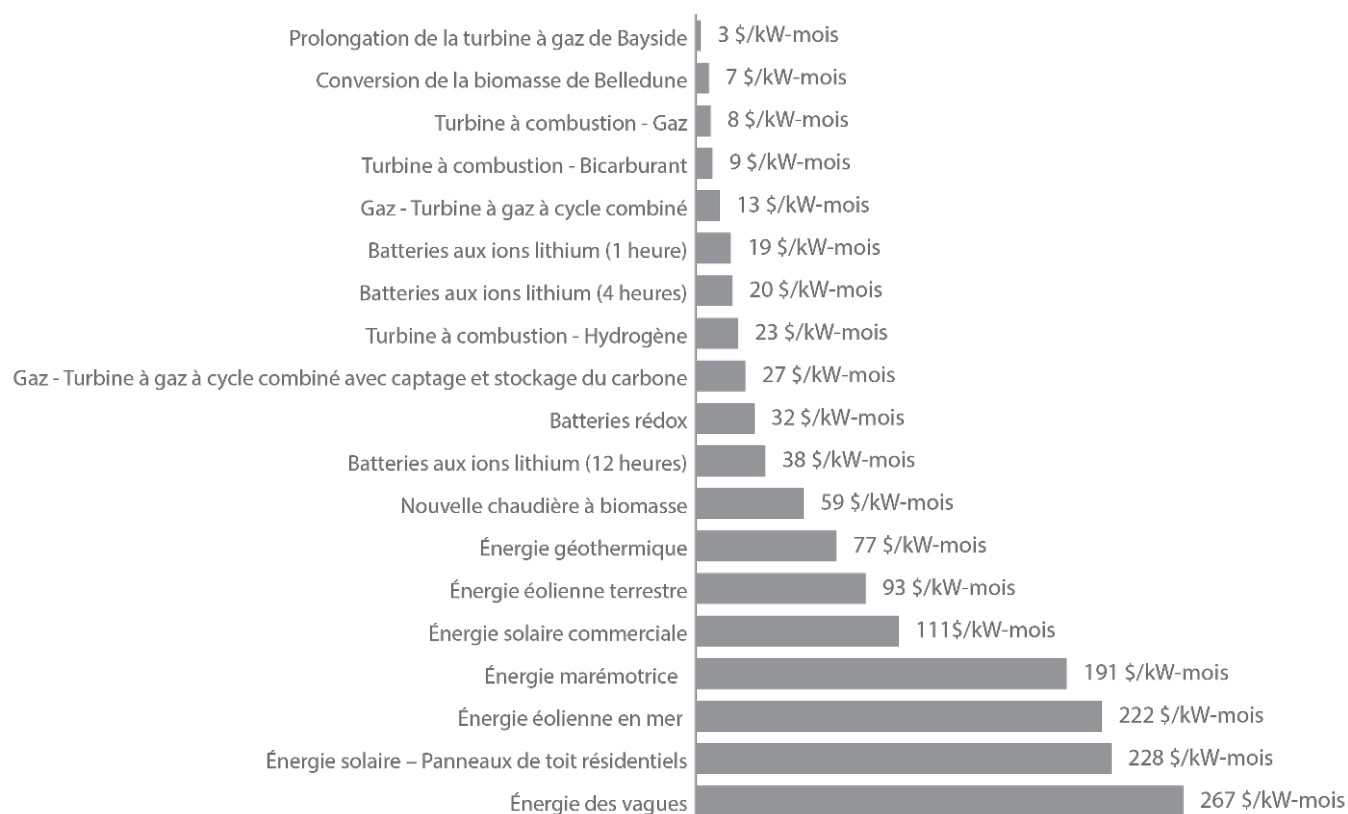 Prolongation de la turbine à gaz de Bayside 3 $/kW-mois
Conversion de la biomasse de Belledune 7 $/kW-mois
Turbine à combustion - Gaz 8 $/kW-mois
Turbine à combustion - Bicarburant 9 $/kW-mois
Gaz - Turbine à gaz à cycle combiné 13 $/kW-mois
Batteries aux ions lithium (1 heure) 19 $/kW-mois
Batteries aux ions lithium (4 heures) 20 $/kW-mois
Turbine à combustion - Hydrogène 23 $/kW-mois
Gaz - Turbine à gaz à cycle combiné avec captage et stockage du carbone 27 $/kW-mois
Batteries rédox 32 $/kW-mois
Batteries aux ions lithium (12 heures) 38 $/kW-mois
Nouvelle chaudière à biomasse 59 $/kW-mois
Énergie géothermique 77 $/kW-mois
Énergie éolienne terrestre 93 $/kW-mois
Énergie solaire commerciale 111$/kW-mois
Énergie marémotrice 191 $/kW-mois
Énergie éolienne en mer 222 $/kW-mois
Énergie solaire – Panneaux de toit résidentiels 228 $/kW-mois
Énergie des vagues 267 $/kW-mois